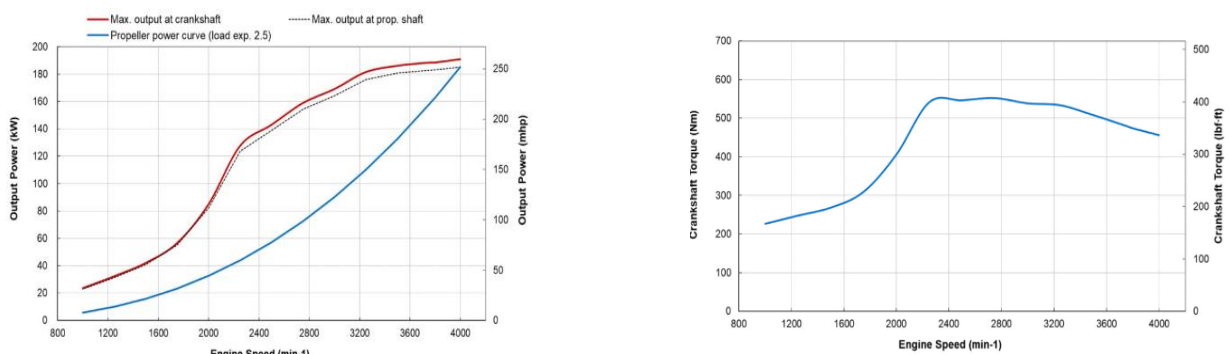 Max. output at crankshaft
Max. output at prop. shaft
Propeller power curve (load exp. 2.5)
Output Power (kW)
200
180
160
140
120
100
80
60
40
20
0
250
200
150
100
50
0
Output Power (mhp)
800 1200 1600 2000 2400 2800 3200 3600 4000
Engine Speed (min-1)
Crankshaft Torque (Nm)
700
600
500
400
300
200
100
0
500
400
300
200
100
0
Crankshaft Torque (lbf-ft)
800 1200 1600 2000 2400 2800 3200 3600 4000
Engine Speed (min-1)